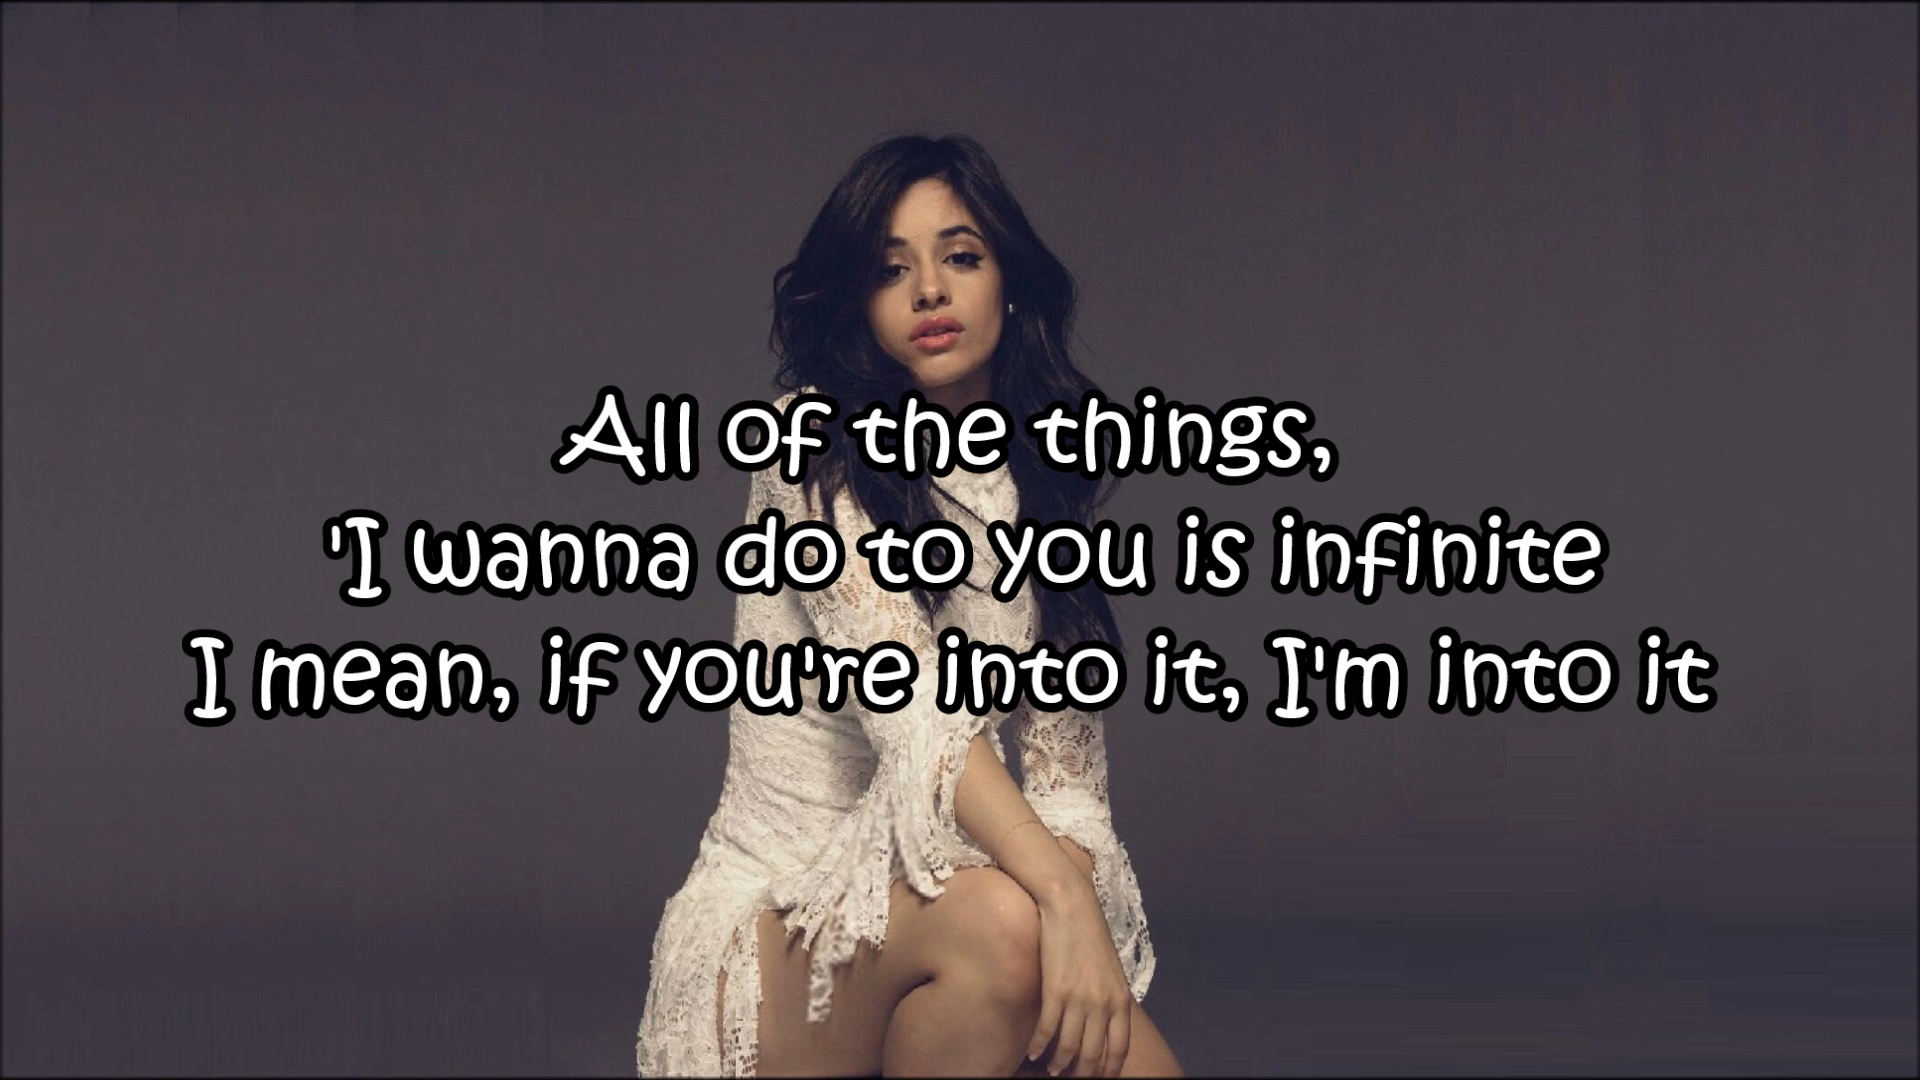 All of the things,
'I wanna do to you is infinite
I mean, if you're into it, I'm into it